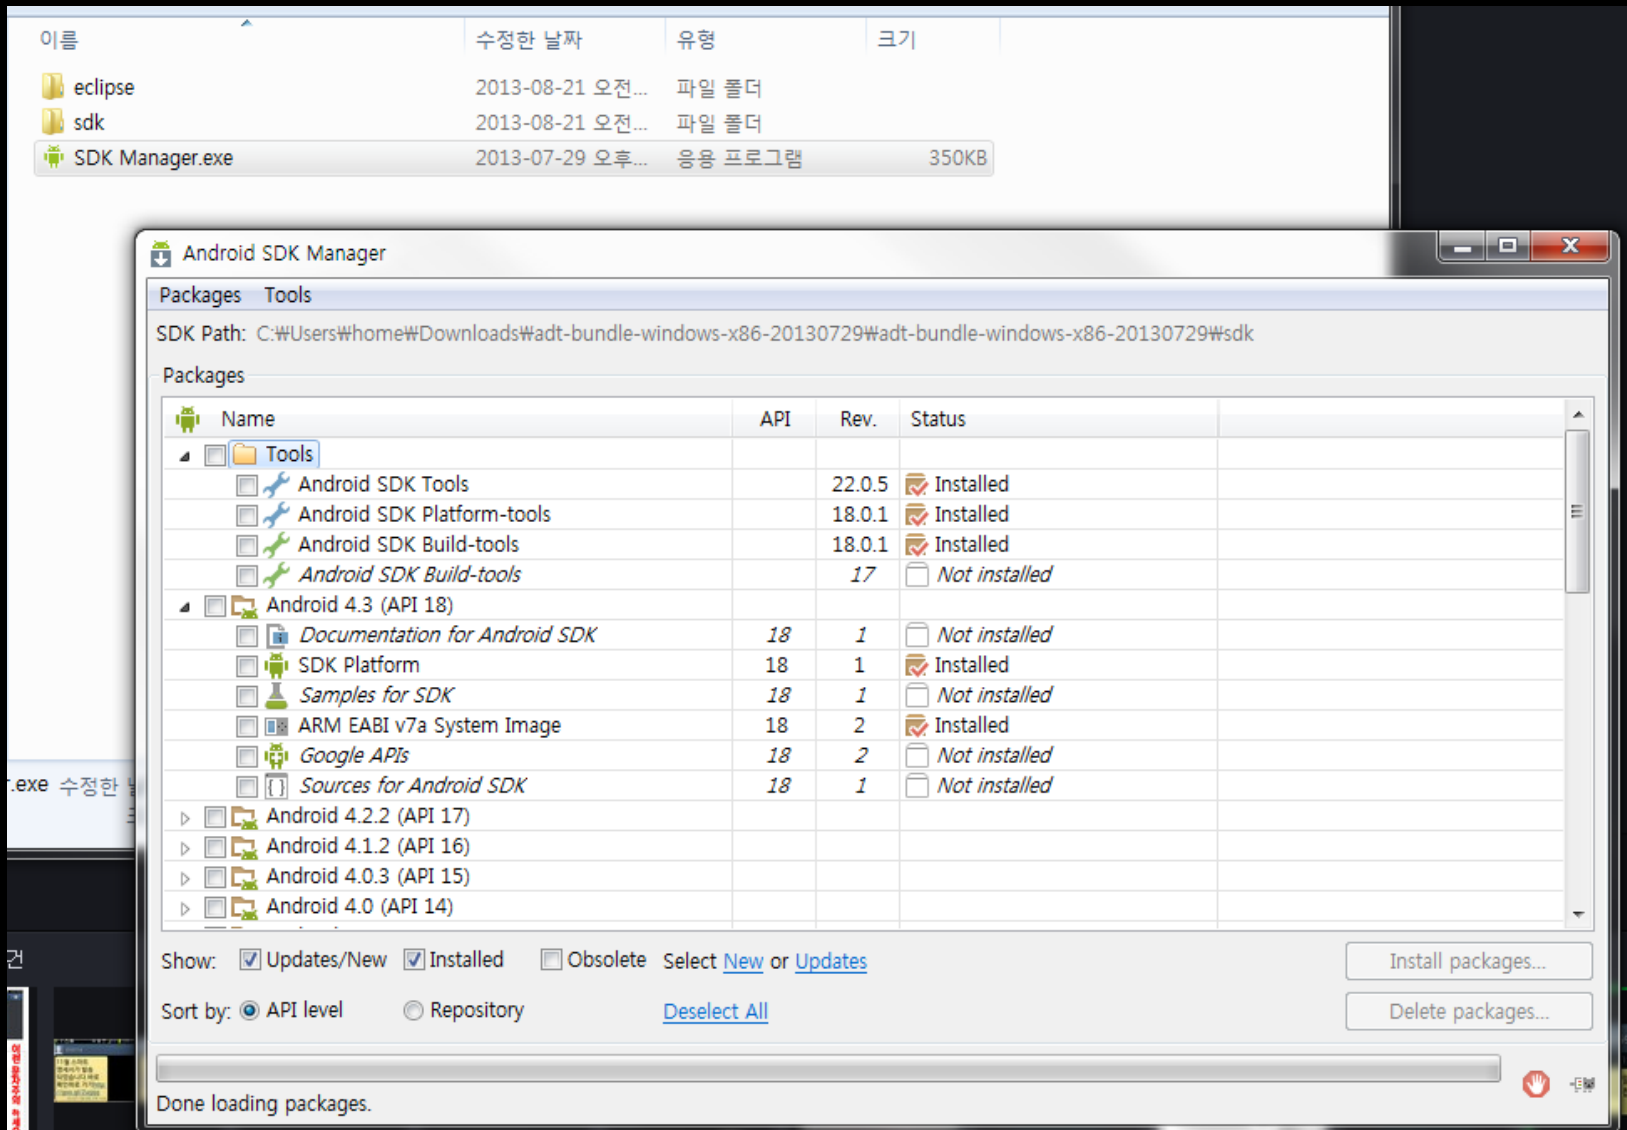 이름 수정한 날짜 유형 크기
eclipse 2013-08-21 오전... 파일 폴더
sdk 2013-08-21 오전... 파일 폴더
SDK Manager.exe 2013-07-29 오후... 응용 프로그램 350KB
Android SDK Manager
Packages Tools
SDK Path: C:₩Users₩home₩Downloads₩adt-bundle-windows-x86-20130729₩adt-bundle-windows-x86-20130729₩sdk
Packages
Name API Rev. Status
Tools
Android SDK Tools 22.0.5 Installed
Android SDK Platform-tools 18.0.1 Installed
Android SDK Build-tools 18.0.1 Installed
Android SDK Build-tools 17 Not installed
Android 4.3 (API 18)
Documentation for Android SDK 18 1 Not installed
SDK Platform 18 1 Installed
Samples for SDK 18 1 Not installed
ARM EABI v7a System Image 18 2 Installed
Google APIs 18 2 Not installed
Sources for Android SDK 18 1 Not installed
.exe 수정한
Android 4.2.2 (API 17)
Android 4.1.2 (API 16)
Android 4.0.3 (API 15)
Android 4.0 (API 14)
건
Show: Updates/New Installed Obsolete Select New or Updates Install packages...
Sort by: API level Repository Deselect All Delete packages...
Done loading packages.